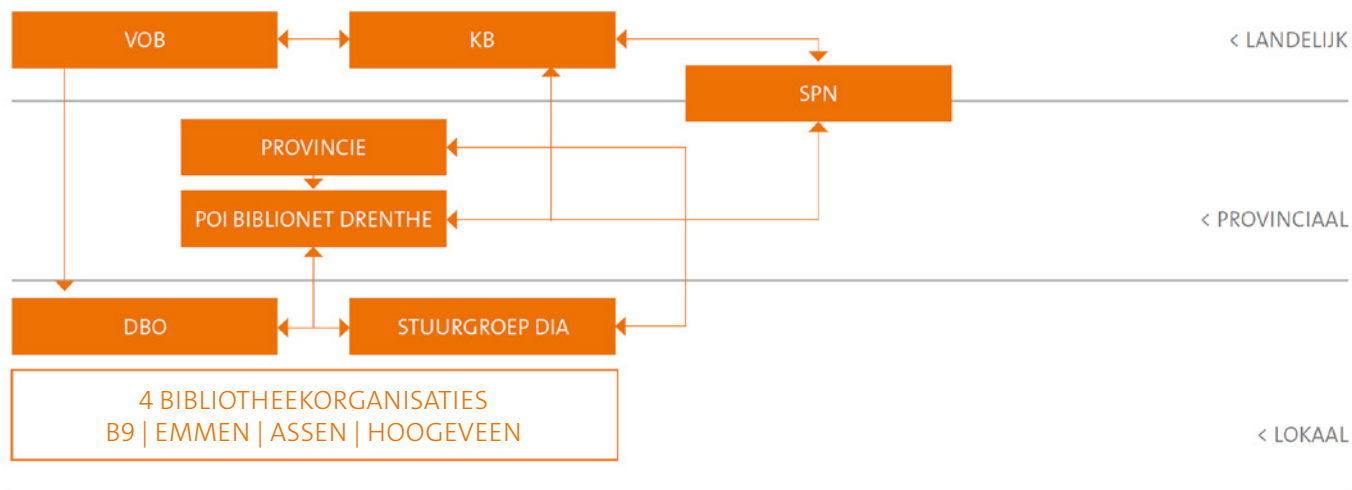 VOB
KB
< LANDELIJK
SPN
PROVINCIE
POI BIBLIONET DRENTHE
< PROVINCIAAL
DBO
STUURGROEP DIA
4 BIBLIOTHEEKORGANISATIES
B9 | EMMEN | ASSEN | HOOGEVEEN
< LOKAAL